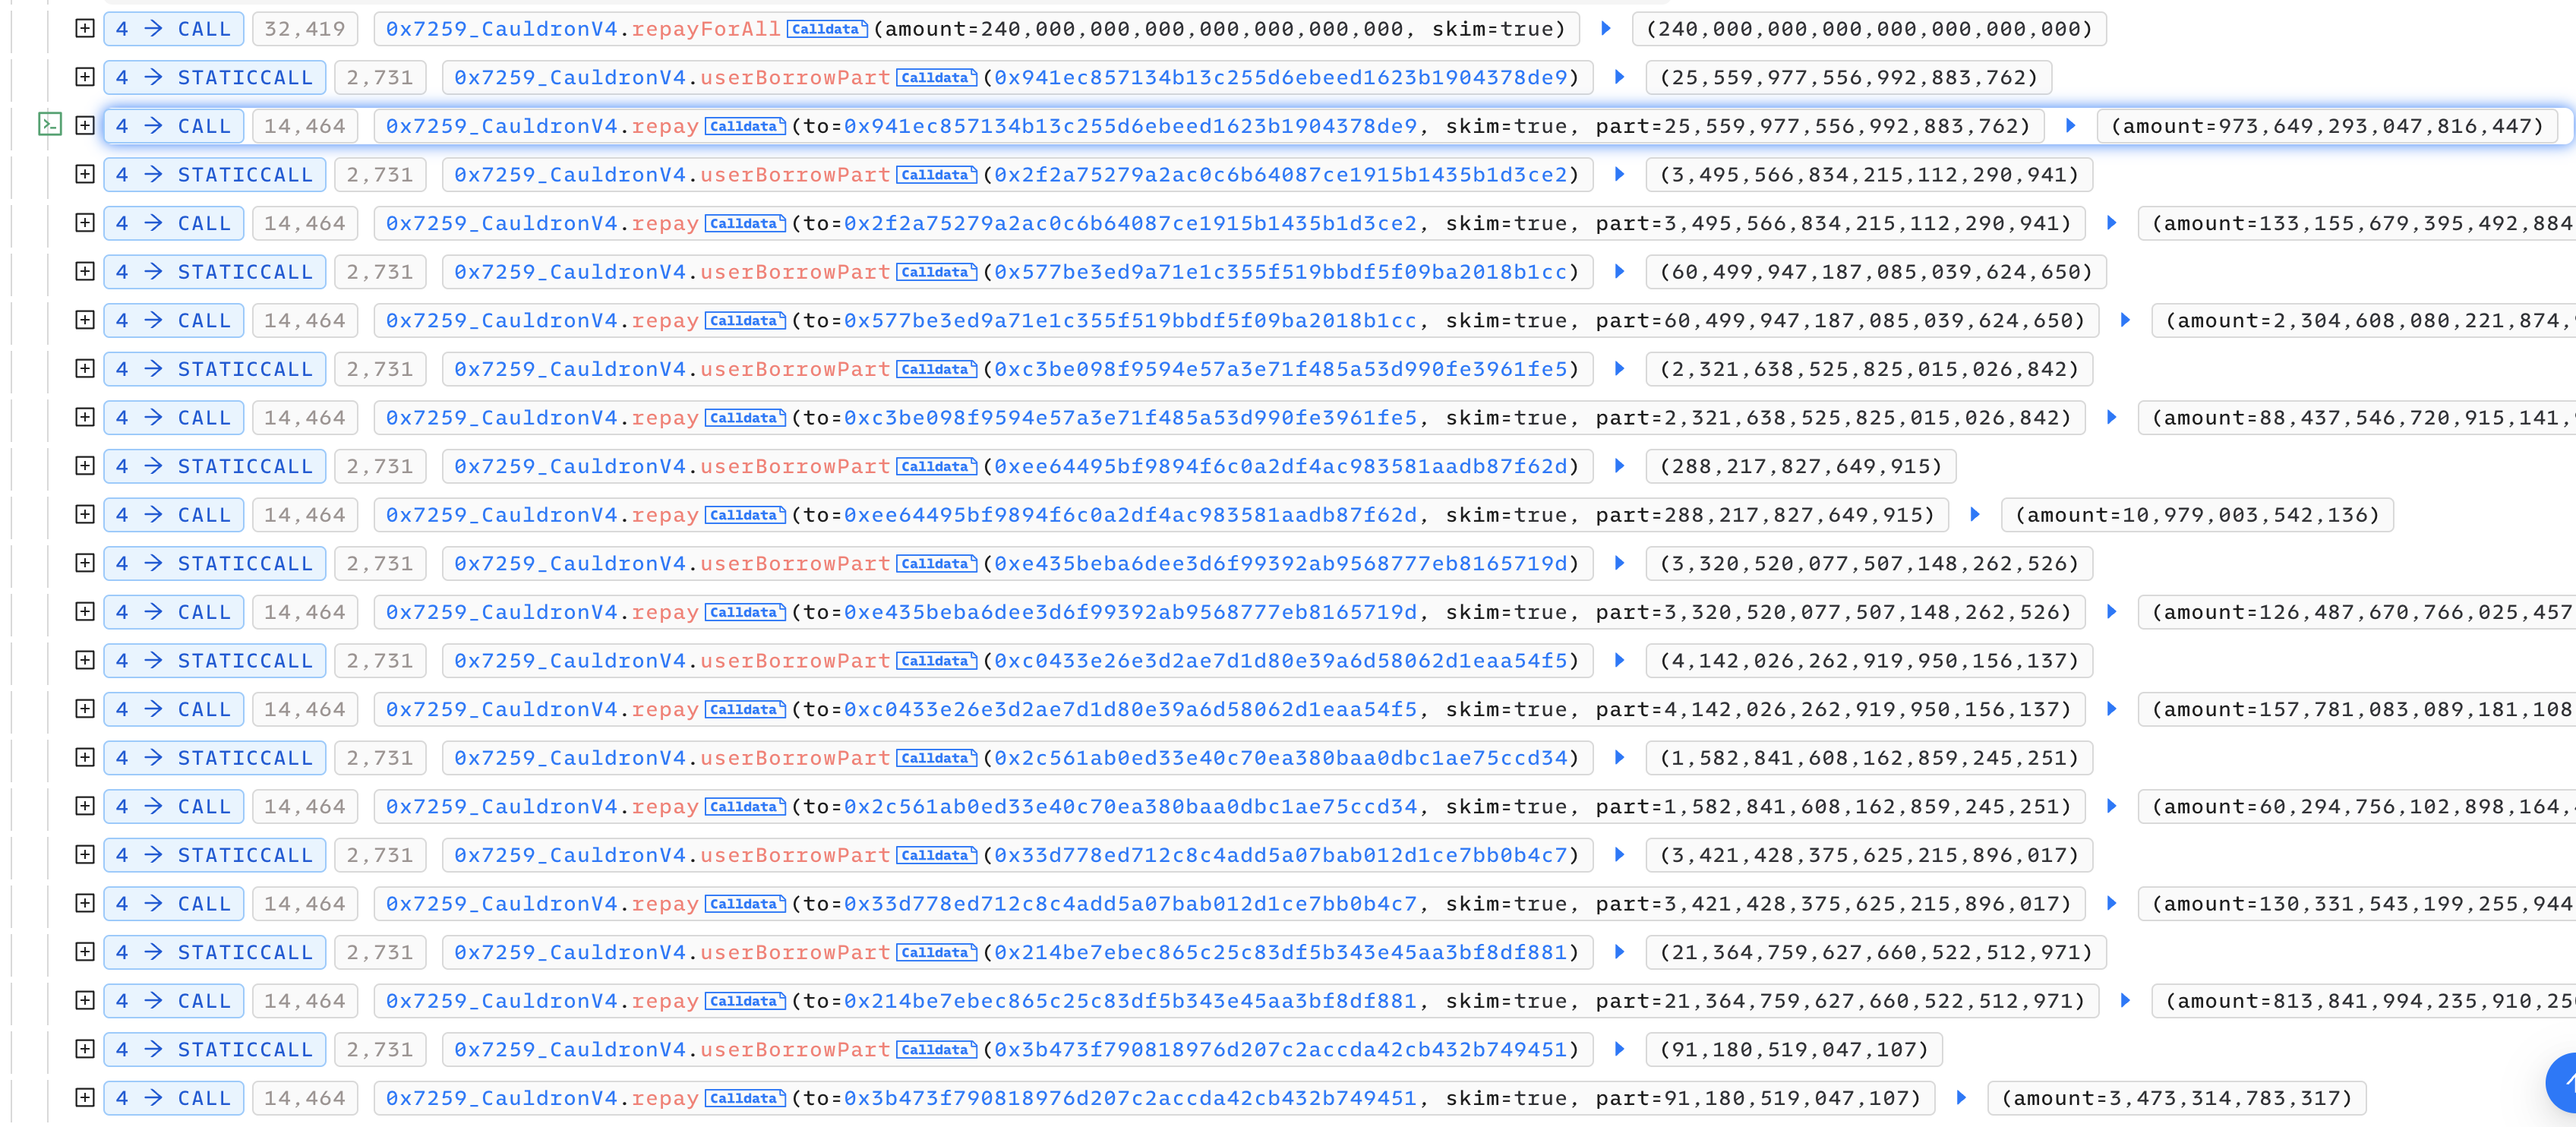 4 → CALL 32,419 0x7259_CauldronV4.repayForAll Calldata (amount=240,000,000,000,000,000,000,000, skim=true) (240,000,000,000,000,000,000,000)
4 → STATICCALL 2,731 0x7259_CauldronV4.userBorrowPart Calldata (0x941ec857134b13c255d6ebeed1623b1904378de9) (25,559,977,556,992,883,762)
4 → CALL 14,464 0x7259_CauldronV4.repay Calldata (to=0x941ec857134b13c255d6ebeed1623b1904378de9, skim=true, part=25,559,977,556,992,883,762) (amount=973,649,293,047,816,447)
4 → STATICCALL 2,731 0x7259_CauldronV4.userBorrowPart Calldata (0x2f2a75279a2ac0c6b64087ce1915b1435b1d3ce2) (3,495,566,834,215,112,290,941)
4 → CALL 14,464 0x7259_CauldronV4.repay Calldata (to=0x2f2a75279a2ac0c6b64087ce1915b1435b1d3ce2, skim=true, part=3,495,566,834,215,112,290,941) (amount=133,155,679,395,492,884
4 → STATICCALL 2,731 0x7259_CauldronV4.userBorrowPart Calldata (0x577be3ed9a71e1c355f519bbdf5f09ba2018b1cc) (60,499,947,187,085,039,624,650)
4 → CALL 14,464 0x7259_CauldronV4.repay Calldata (to=0x577be3ed9a71e1c355f519bbdf5f09ba2018b1cc, skim=true, part=60,499,947,187,085,039,624,650) (amount=2,304,608,080,221,874,
4 → STATICCALL 2,731 0x7259_CauldronV4.userBorrowPart Calldata (0xc3be098f9594e57a3e71f485a53d990fe3961fe5) (2,321,638,525,825,015,026,842)
4 → CALL 14,464 0x7259_CauldronV4.repay Calldata (to=0xc3be098f9594e57a3e71f485a53d990fe3961fe5, skim=true, part=2,321,638,525,825,015,026,842) (amount=88,437,546,720,915,141,
4 → STATICCALL 2,731 0x7259_CauldronV4.userBorrowPart Calldata (0xee64495bf9894f6c0a2df4ac983581aadb87f62d) (288,217,827,649,915)
4 → CALL 14,464 0x7259_CauldronV4.repay Calldata (to=0xee64495bf9894f6c0a2df4ac983581aadb87f62d, skim=true, part=288,217,827,649,915) (amount=10,979,003,542,136)
4 → STATICCALL 2,731 0x7259_CauldronV4.userBorrowPart Calldata (0xe435beba6dee3d6f99392ab9568777eb8165719d) (3,320,520,077,507,148,262,526)
4 → CALL 14,464 0x7259_CauldronV4.repay Calldata (to=0xe435beba6dee3d6f99392ab9568777eb8165719d, skim=true, part=3,320,520,077,507,148,262,526) (amount=126,487,670,766,025,457
4 → STATICCALL 2,731 0x7259_CauldronV4.userBorrowPart Calldata (0xc0433e26e3d2ae7d1d80e39a6d58062d1eaa54f5) (4,142,026,262,919,950,156,137)
4 → CALL 14,464 0x7259_CauldronV4.repay Calldata (to=0xc0433e26e3d2ae7d1d80e39a6d58062d1eaa54f5, skim=true, part=4,142,026,262,919,950,156,137) (amount=157,781,083,089,181,108
4 → STATICCALL 2,731 0x7259_CauldronV4.userBorrowPart Calldata (0x2c561ab0ed33e40c70ea380baa0dbc1ae75ccd34) (1,582,841,608,162,859,245,251)
4 → CALL 14,464 0x7259_CauldronV4.repay Calldata (to=0x2c561ab0ed33e40c70ea380baa0dbc1ae75ccd34, skim=true, part=1,582,841,608,162,859,245,251) (amount=60,294,756,102,898,164,
4 → STATICCALL 2,731 0x7259_CauldronV4.userBorrowPart Calldata (0x33d778ed712c8c4add5a07bab012d1ce7bb0b4c7) (3,421,428,375,625,215,896,017)
4 → CALL 14,464 0x7259_CauldronV4.repay Calldata (to=0x33d778ed712c8c4add5a07bab012d1ce7bb0b4c7, skim=true, part=3,421,428,375,625,215,896,017) (amount=130,331,543,199,255,944
4 → STATICCALL 2,731 0x7259_CauldronV4.userBorrowPart Calldata (0x214be7ebec865c25c83df5b343e45aa3bf8df881) (21,364,759,627,660,522,512,971)
4 → CALL 14,464 0x7259_CauldronV4.repay Calldata (to=0x214be7ebec865c25c83df5b343e45aa3bf8df881, skim=true, part=21,364,759,627,660,522,512,971) (amount=813,841,994,235,910,25
4 → STATICCALL 2,731 0x7259_CauldronV4.userBorrowPart Calldata (0x3b473f790818976d207c2accda42cb432b749451) (91,180,519,047,107)
4 → CALL 14,464 0x7259_CauldronV4.repay Calldata (to=0x3b473f790818976d207c2accda42cb432b749451, skim=true, part=91,180,519,047,107) (amount=3,473,314,783,317)